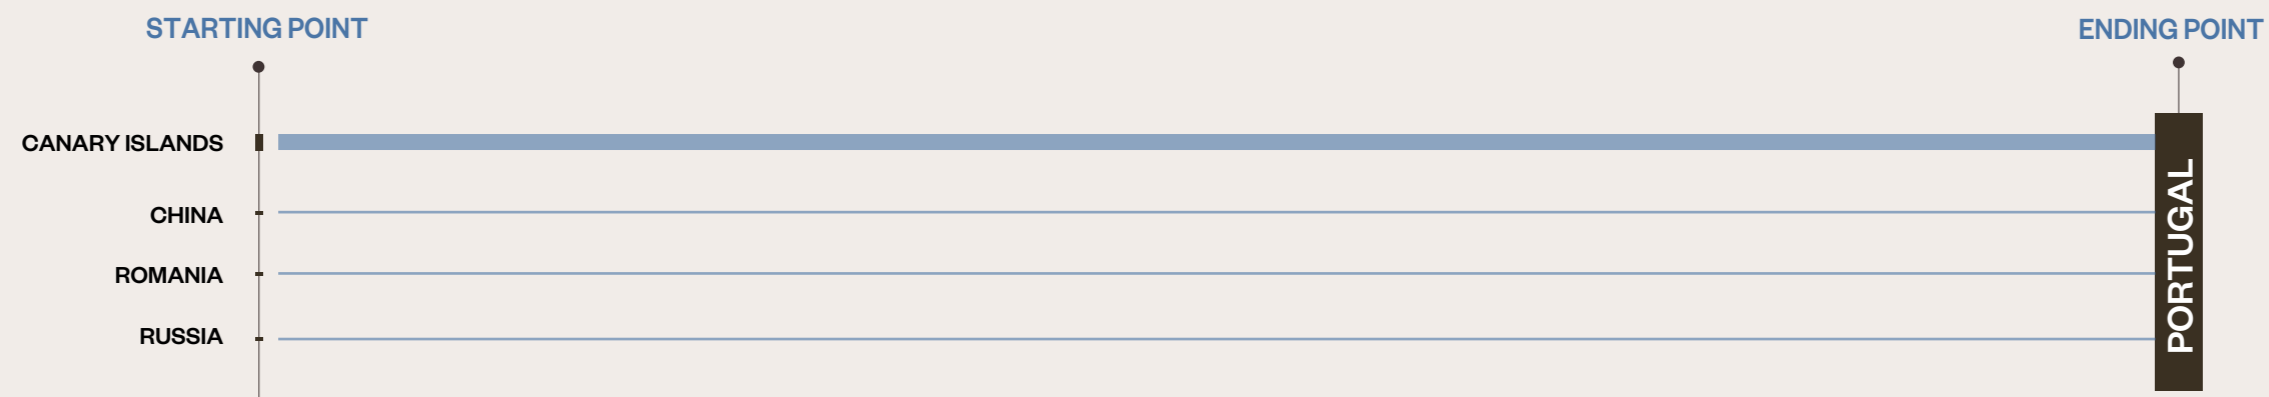 STARTING POINT
ENDING POINT
CANARY ISLANDS
CHINA
ROMANIA
RUSSIA
PORTUGAL